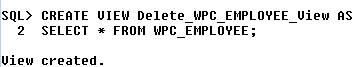 SQL> CREATE VIEW Delete_WPC_EMPLOYEE_View AS
2 SELECT * FROM WPC_EMPLOYEE;
View created.